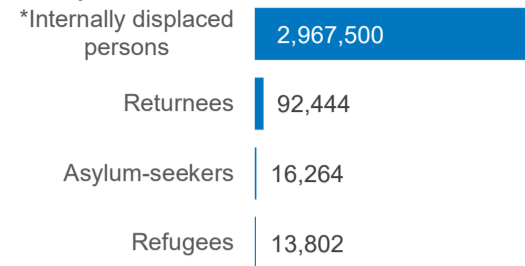 *Internally displaced
persons
2,967,500
Returnees
92,444
Asylum-seekers
16,264
Refugees
13,802